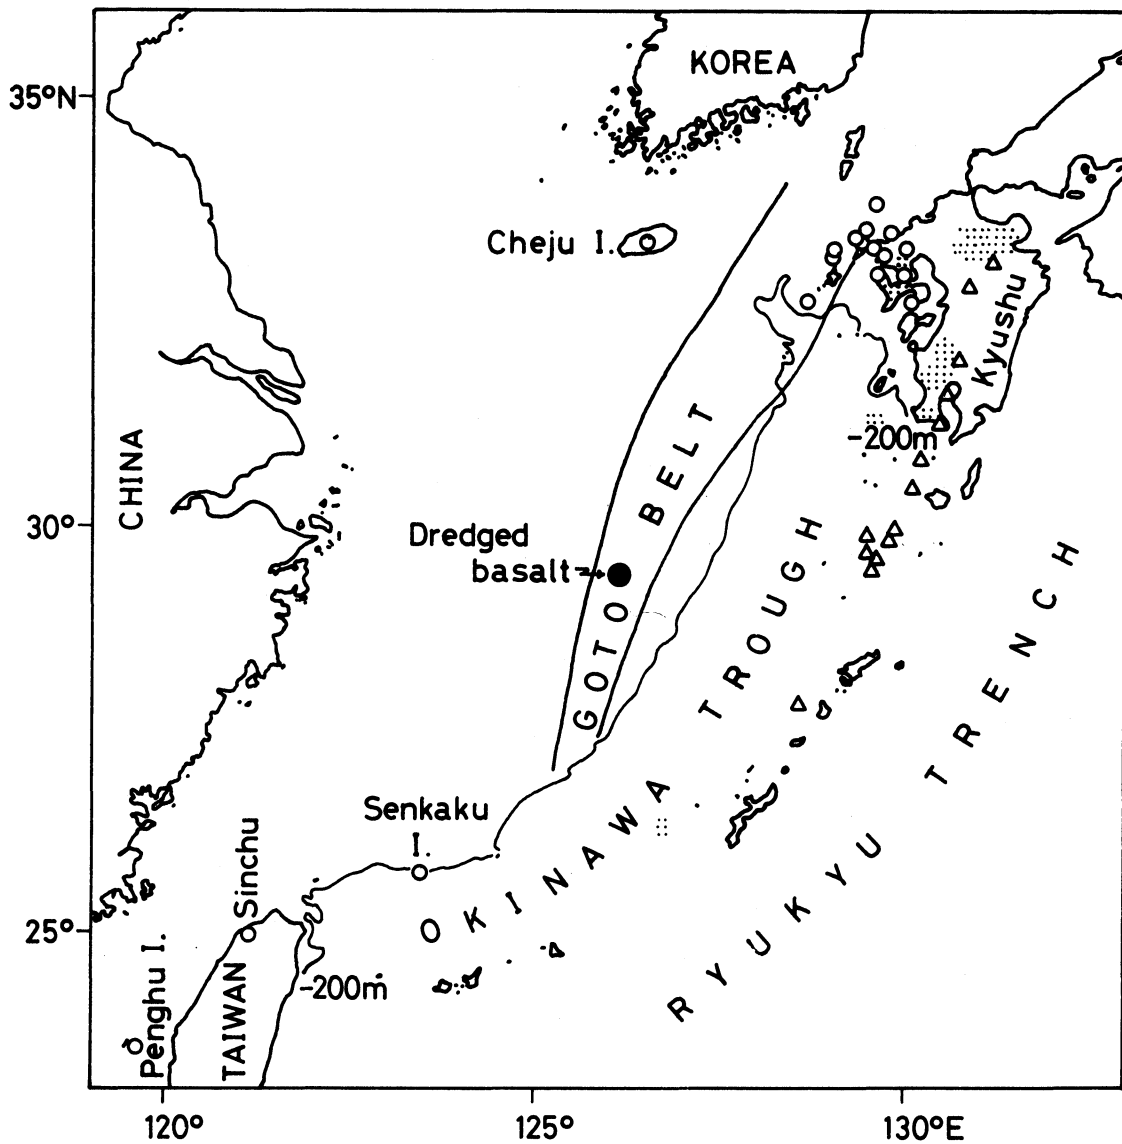 KOREA
35°N
Cheju I.
Kyushu
CHINA
-200m
30°
Dredged
basalt
GOTO BELT
OKINAWA TROUGH
RYUKYU TRENCH
Senkaku
I.
Sinchu
25°
Penghu I.
TAIWAN
-200m
120°
125°
130°E